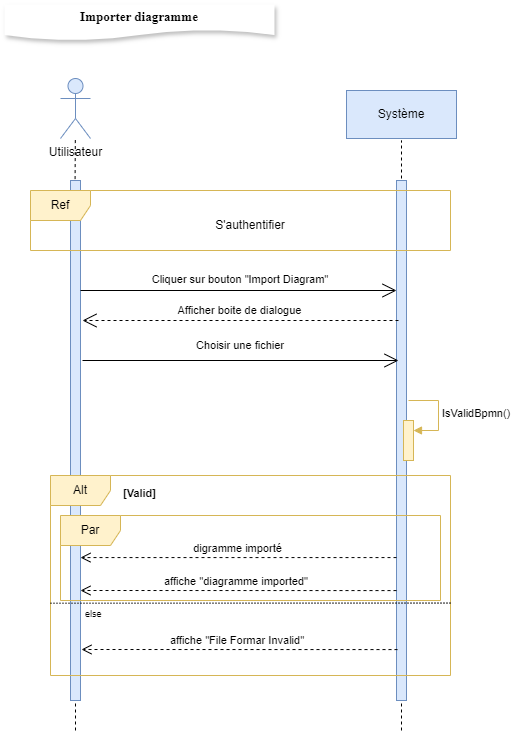 Importer diagramme
Utilisateur
Système
Ref
S'authentifier
Cliquer sur bouton "Import Diagram"
Afficher boite de dialogue
Choisir une fichier
IsValidBpmn()
Alt
[Valid]
Par
digramme importé
affiche "diagramme imported"
else
affiche "File Formar Invalid"